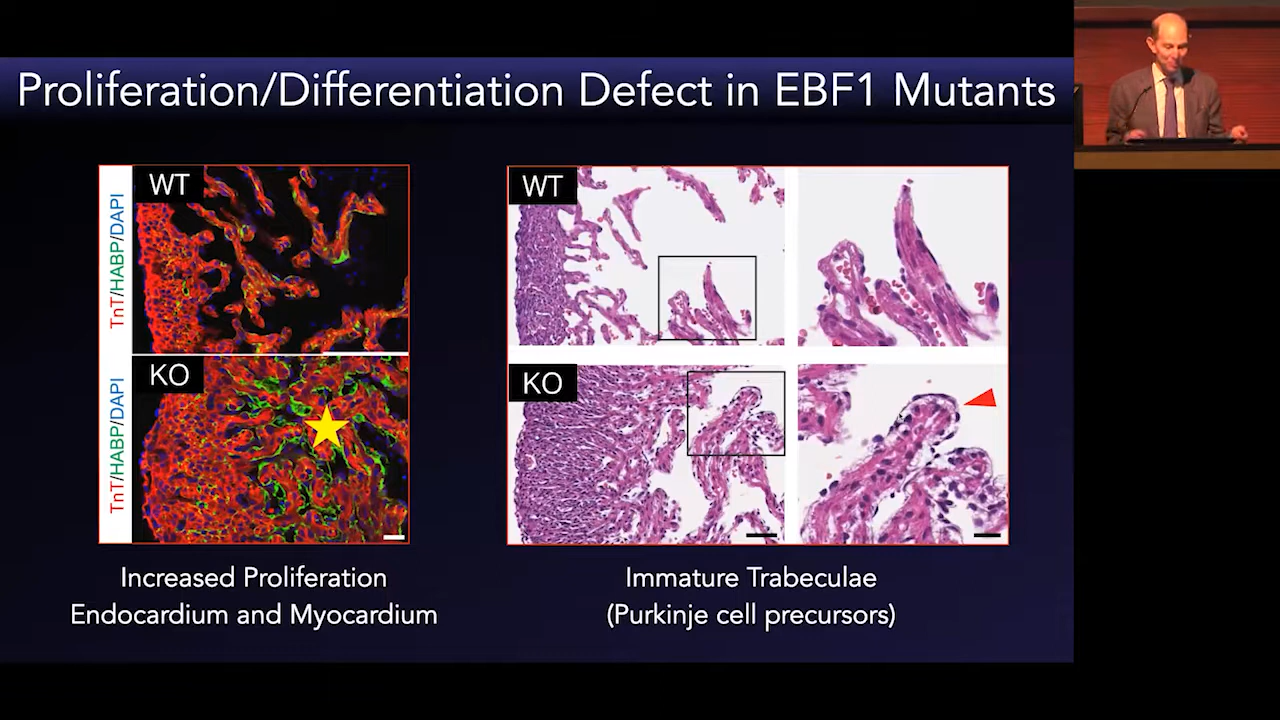 Proliferation/Differentiation Defect in EBF1 Mutants
WT
TnT/HABP/DAPI
KO
TnT/HABP/DAPI
WT
KO
Increased Proliferation
Endocardium and Myocardium
Immature Trabeculae
(Purkinje cell precursors)